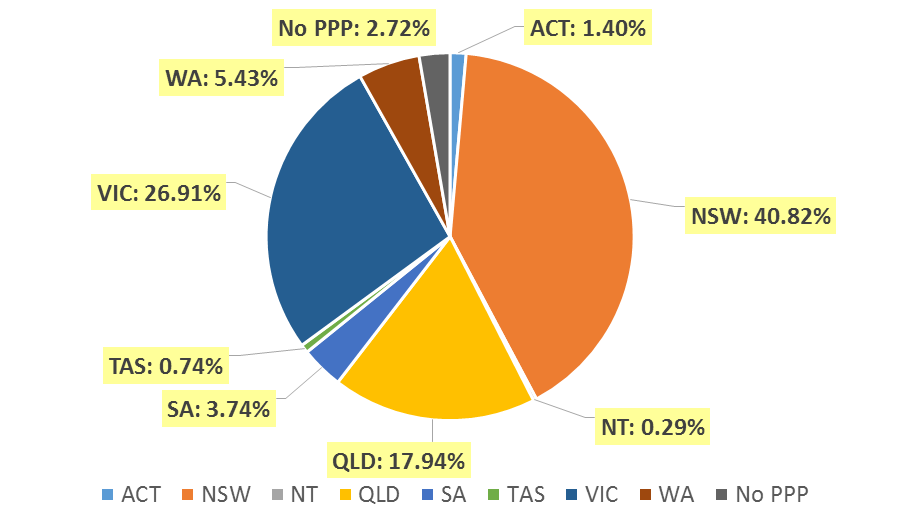 No PPP: 2.72%
ACT: 1.40%
WA: 5.43%
VIC: 26.91%
NSW: 40.82%
TAS: 0.74%
SA: 3.74%
NT: 0.29%
QLD: 17.94%
ACT NSW NT QLD SA TAS VIC WA No PPP